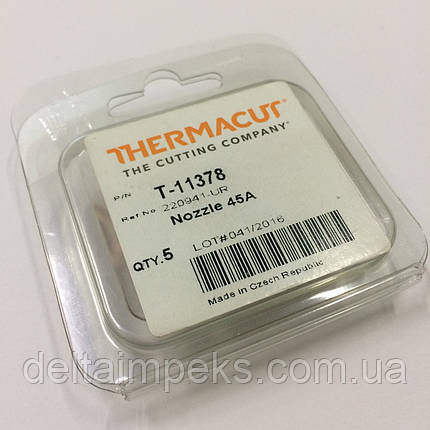 THERMACUT®
THE CUTTING COMPANY™
P/N T-11378
Ref.No. 220941-UR
Nozzle 45A
QTY. 5
LOT#041/2016
Made in Czech Republic
deltaimpeks.com.ua